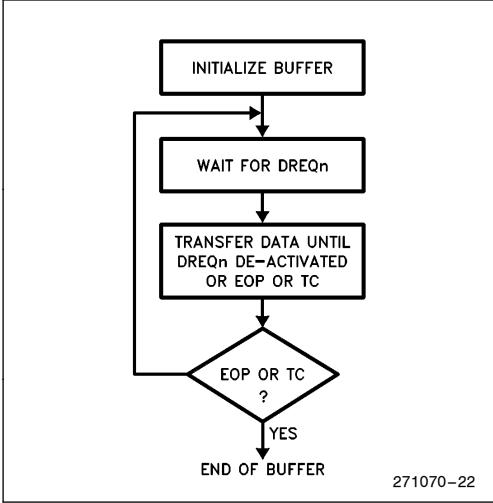 INITIALIZE BUFFER
WAIT FOR DREQn
TRANSFER DATA UNTIL
DREQn DE-ACTIVATED
OR EOP OR TC
EOP OR TC
?
YES
END OF BUFFER
271070-22